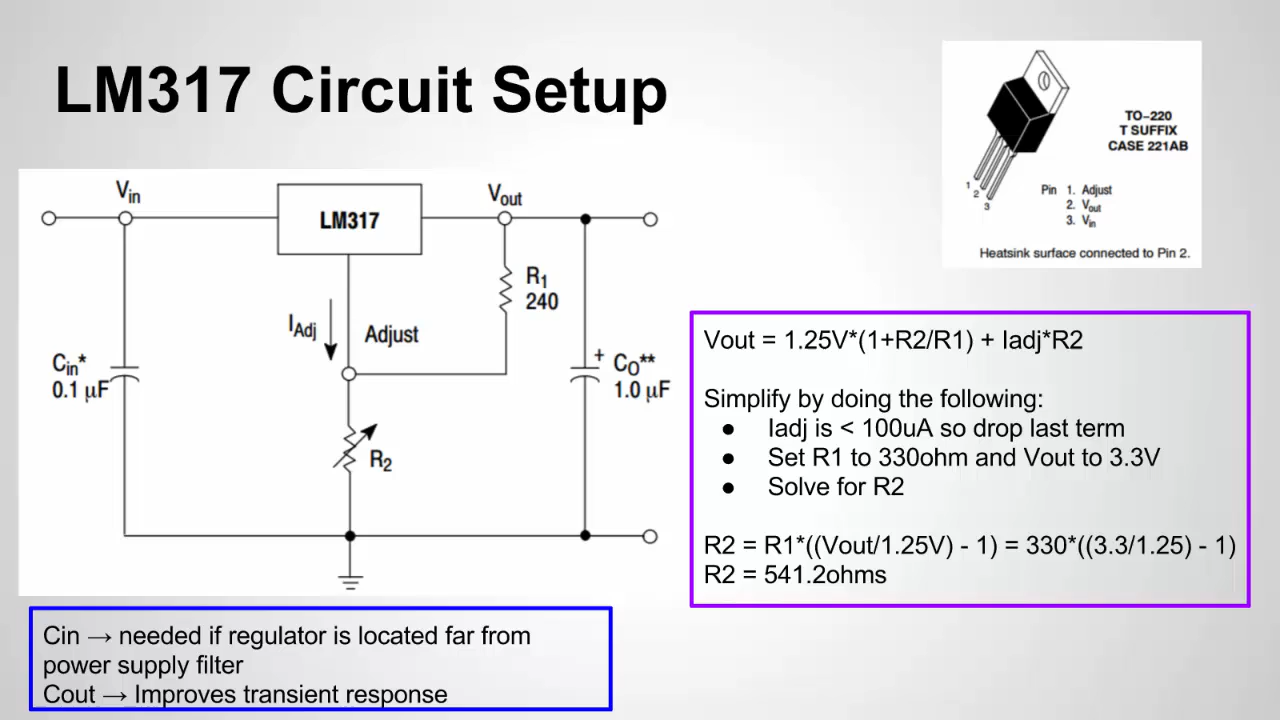 LM317 Circuit Setup
TO-220
T SUFFIX
CASE 221AB
1
2
3
Pin 1. Adjust
2. Vout
3. Vin
Heatsink surface connected to Pin 2.
Vin
LM317
Vout
R1
240
IAdj
Adjust
Cin*
0.1 µF
+
CO**
1.0 µF
R2
Vout = 1.25V*(1+R2/R1) + Iadj*R2
Simplify by doing the following:
● Iadj is < 100uA so drop last term
● Set R1 to 330ohm and Vout to 3.3V
● Solve for R2
R2 = R1*((Vout/1.25V) - 1) = 330*((3.3/1.25) - 1)
R2 = 541.2ohms
Cin → needed if regulator is located far from
power supply filter
Cout → Improves transient response